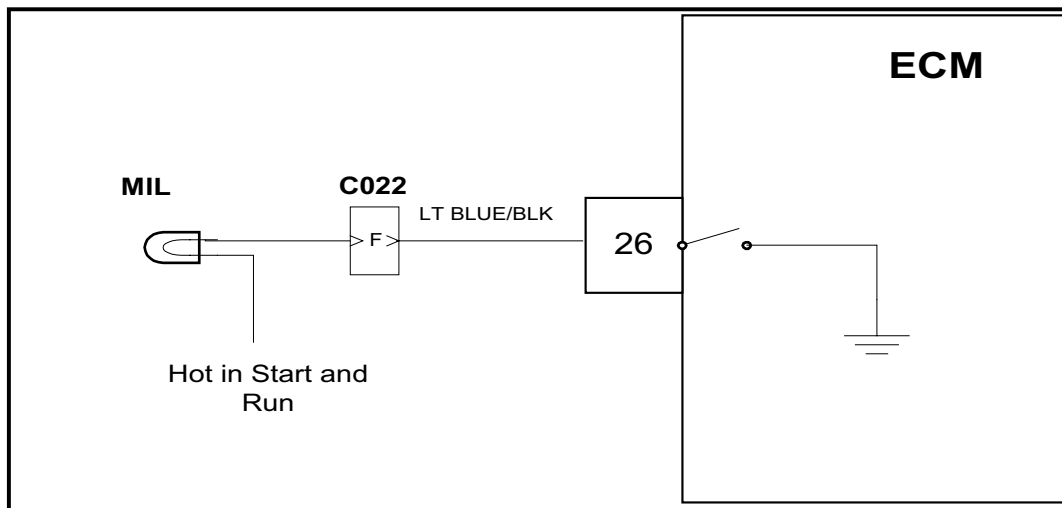 ECM
MIL
C022
LT BLUE/BLK
F
26
Hot in Start and
Run